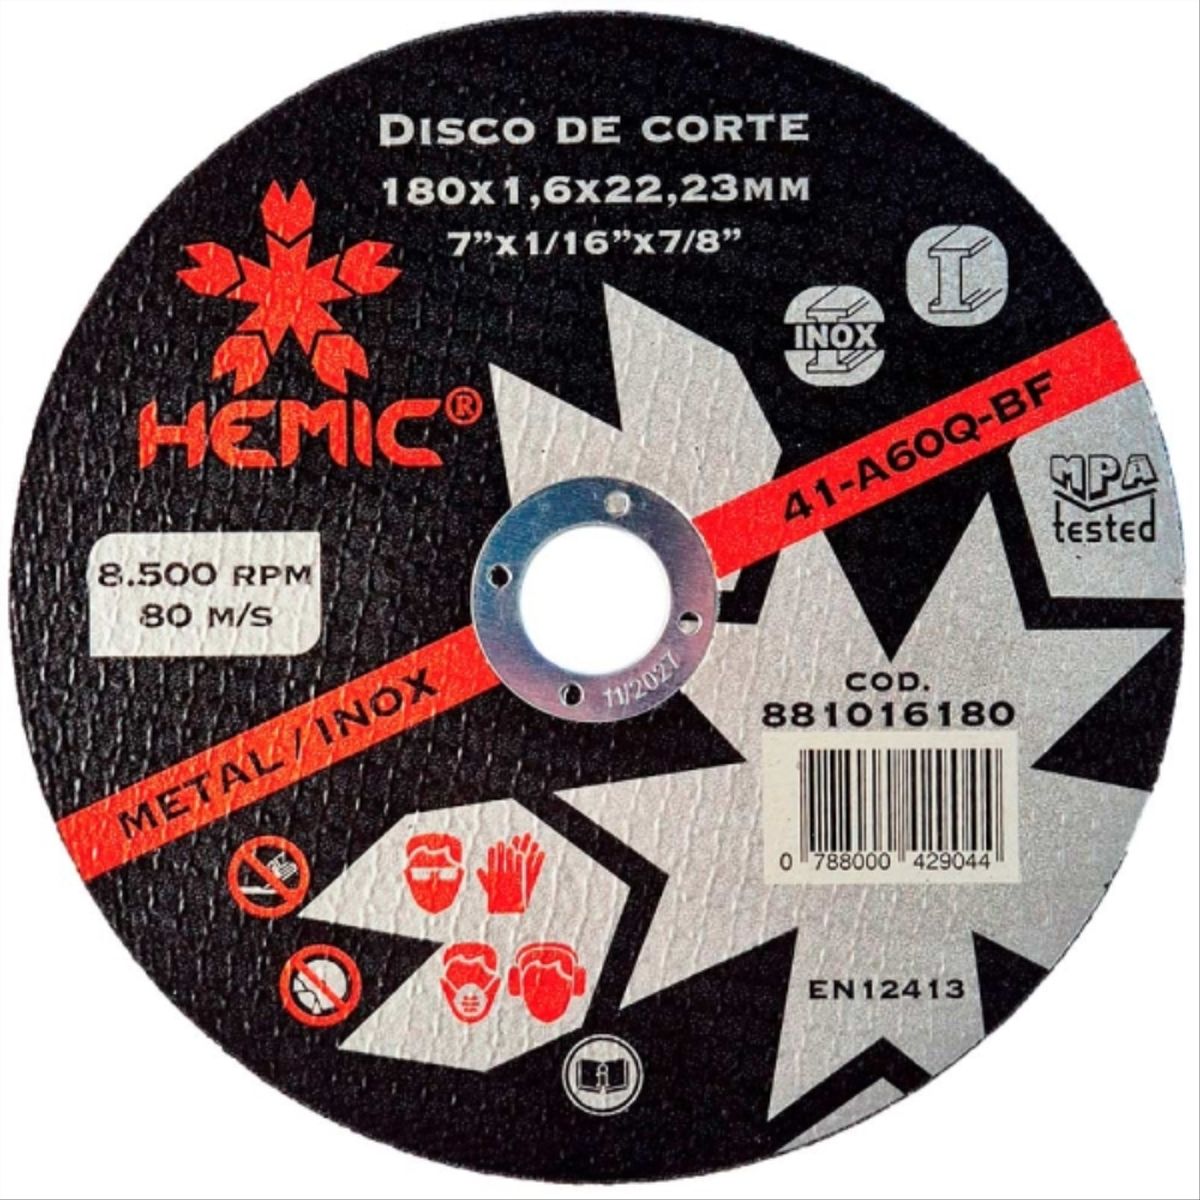 DISCO DE CORTE
180X1,6X22,23MM
7”X1/16”X7/8”
INOX
HEMIC®
41-A60Q-BF
MPA
tested
8.500 RPM
80 M/S
11/2027
METAL/INOX
COD.
881016180
0 788000 429044
EN12413